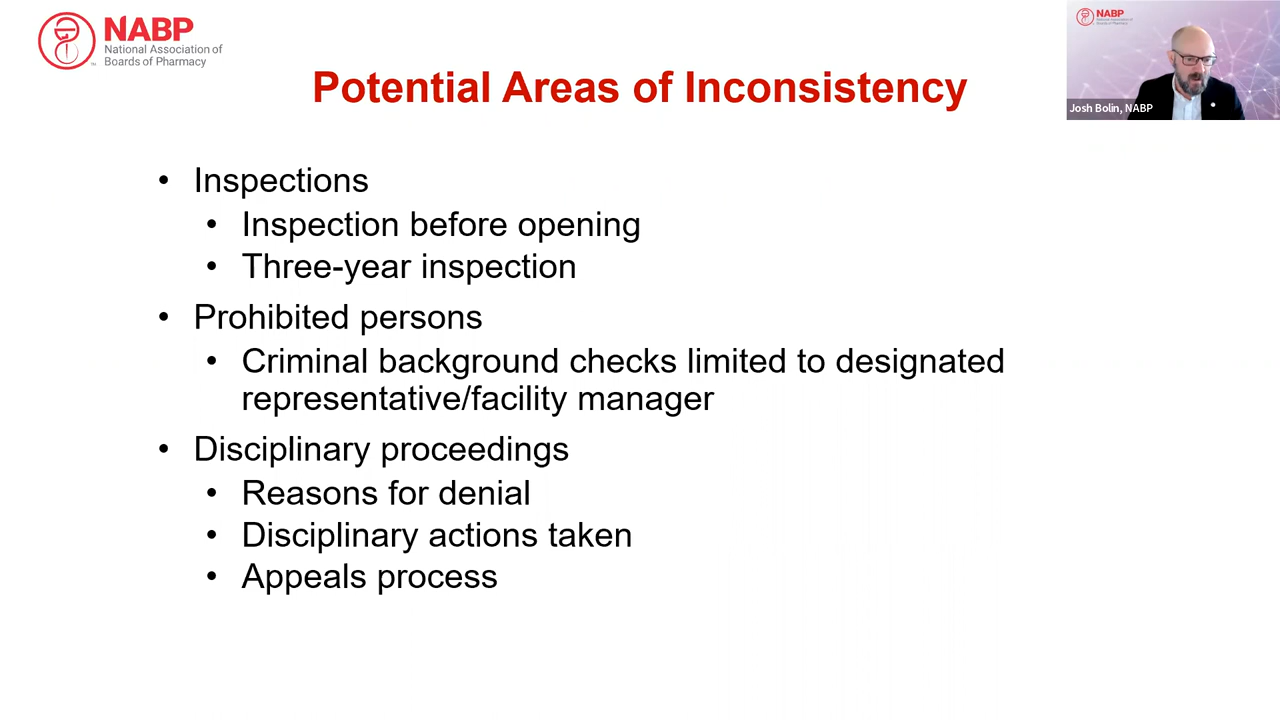 NABP
National Association of
Boards of Pharmacy
NABP
Josh Bolin, NABP
Potential Areas of Inconsistency
• Inspections
• Inspection before opening
• Three-year inspection
• Prohibited persons
• Criminal background checks limited to designated
representative/facility manager
• Disciplinary proceedings
• Reasons for denial
• Disciplinary actions taken
• Appeals process